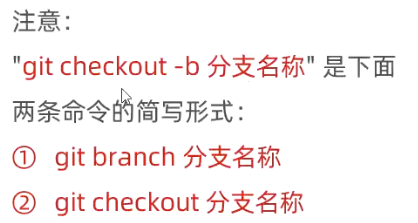 注意：
"git checkout -b 分支名称" 是下面
两条命令的简写形式：
① git branch 分支名称
② git checkout 分支名称